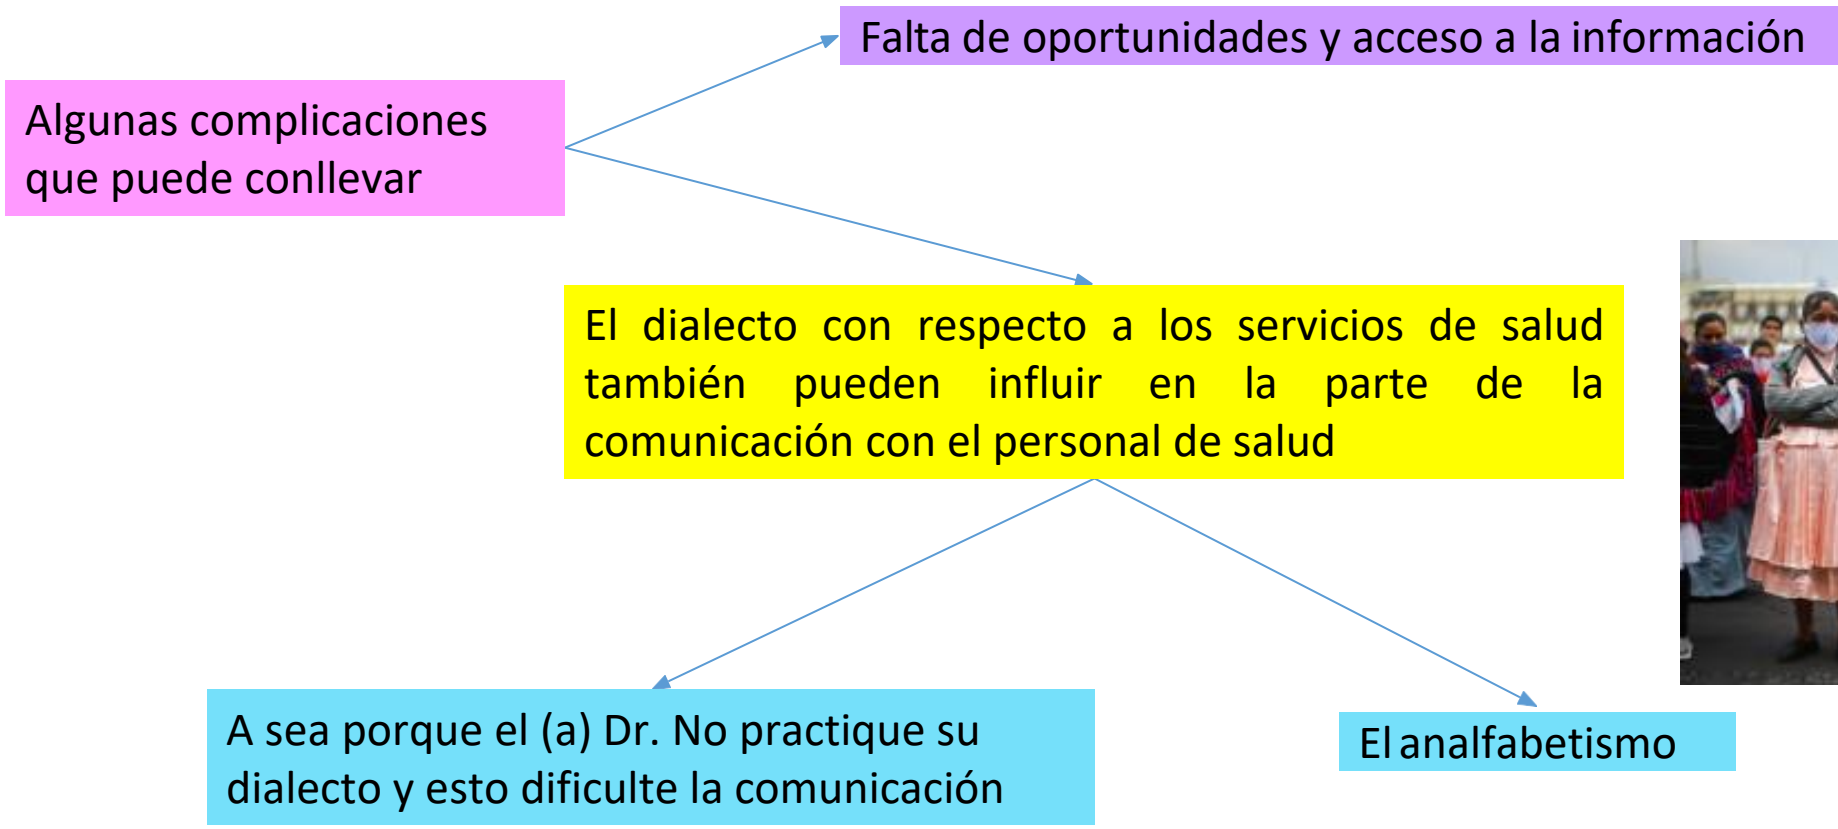 Falta de oportunidades y acceso a la información
Algunas complicaciones
que puede conllevar
El dialecto con respecto a los servicios de salud
también pueden influir en la parte de la
comunicación con el personal de salud
A sea porque el (a) Dr. No practique su
dialecto y esto dificulte la comunicación
El analfabetismo